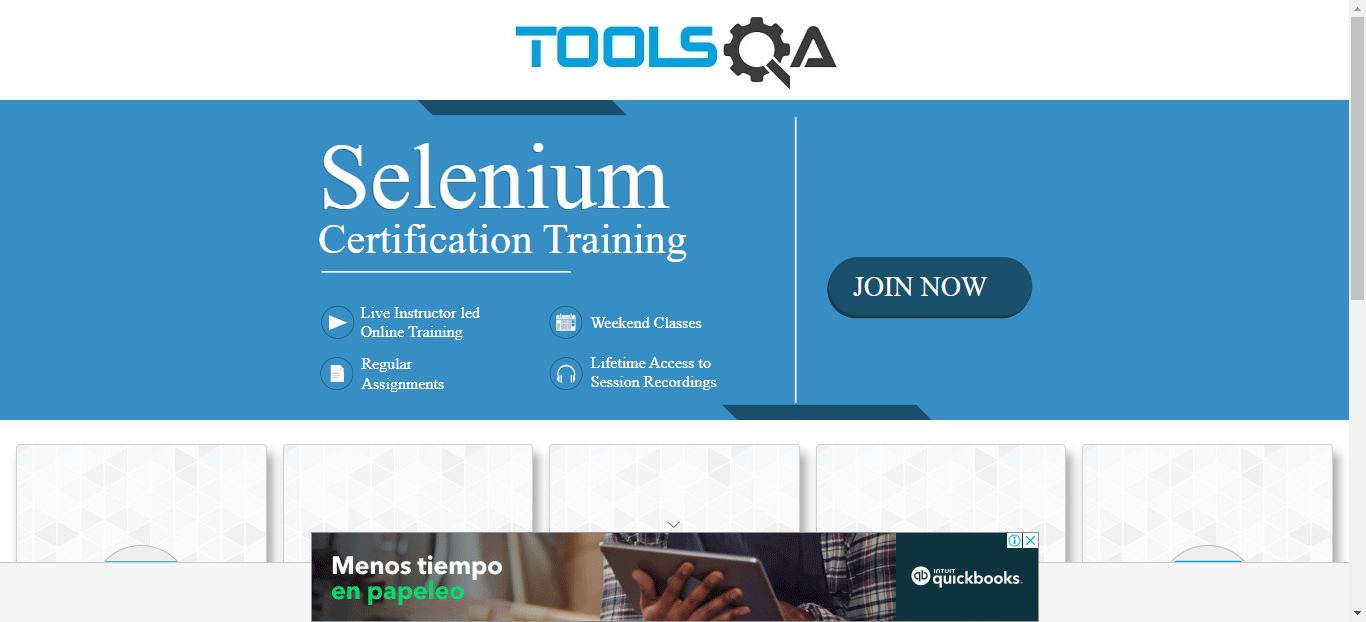 TOOLSQA
Selenium
Certification Training
JOIN NOW
Live Instructor led
Online Training
Weekend Classes
Regular
Assignments
Lifetime Access to
Session Recordings
Menos tiempo
en papeleo
INTUIT
quickbooks.